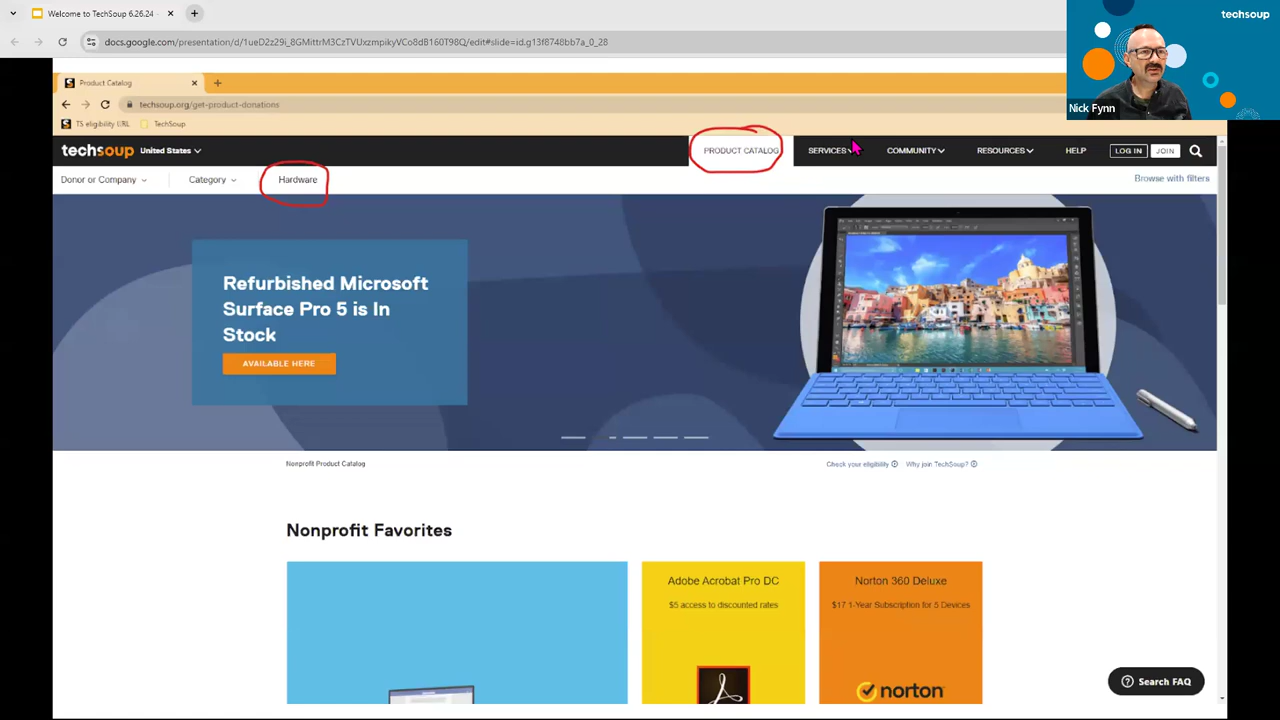 Welcome to TechSoup 6.26.24 -
docs.google.com/presentation/d/1ueD2z29i_8GMittrM3CzTVUxzmpikyVCo8dB160T98Q/edit#slide=id.g13f8748bb7a_0_28
techsoup
Nick Fynn
Product Catalog
techsoup.org/get-product-donations
TS eligibility URL
TechSoup
techsoup United States
PRODUCT CATALOG
SERVICES
COMMUNITY
RESOURCES
HELP
LOG IN
JOIN
Donor or Company
Category
Hardware
Browse with filters
Refurbished Microsoft
Surface Pro 5 is In
Stock
AVAILABLE HERE
Nonprofit Product Catalog
Check your eligibility
Why join TechSoup?
Nonprofit Favorites
Adobe Acrobat Pro DC
$5 access to discounted rates
Norton 360 Deluxe
$17 1-Year Subscription for 5 Devices
norton
Search FAQ